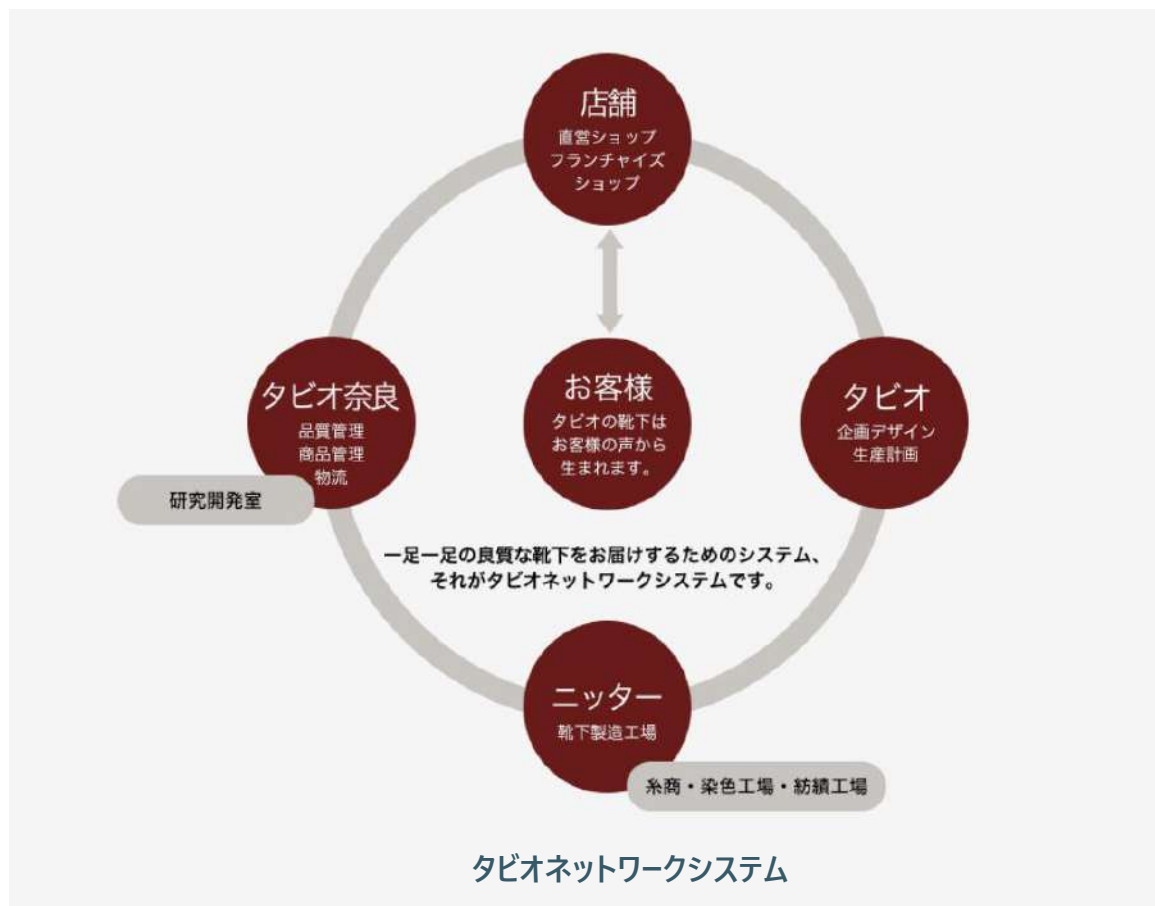 店舗
直営ショップ
フランチャイズ
ショップ
タビオ奈良
品質管理
商品管理
物流
研究開発室
お客様
タビオの靴下は
お客様の声から
生まれます。
タビオ
企画デザイン
生産計画
一足一足の良質な靴下をお届けするためのシステム、
それがタビオネットワークシステムです。
ニッター
靴下製造工場
糸商・染色工場・紡績工場
タビオネットワークシステム